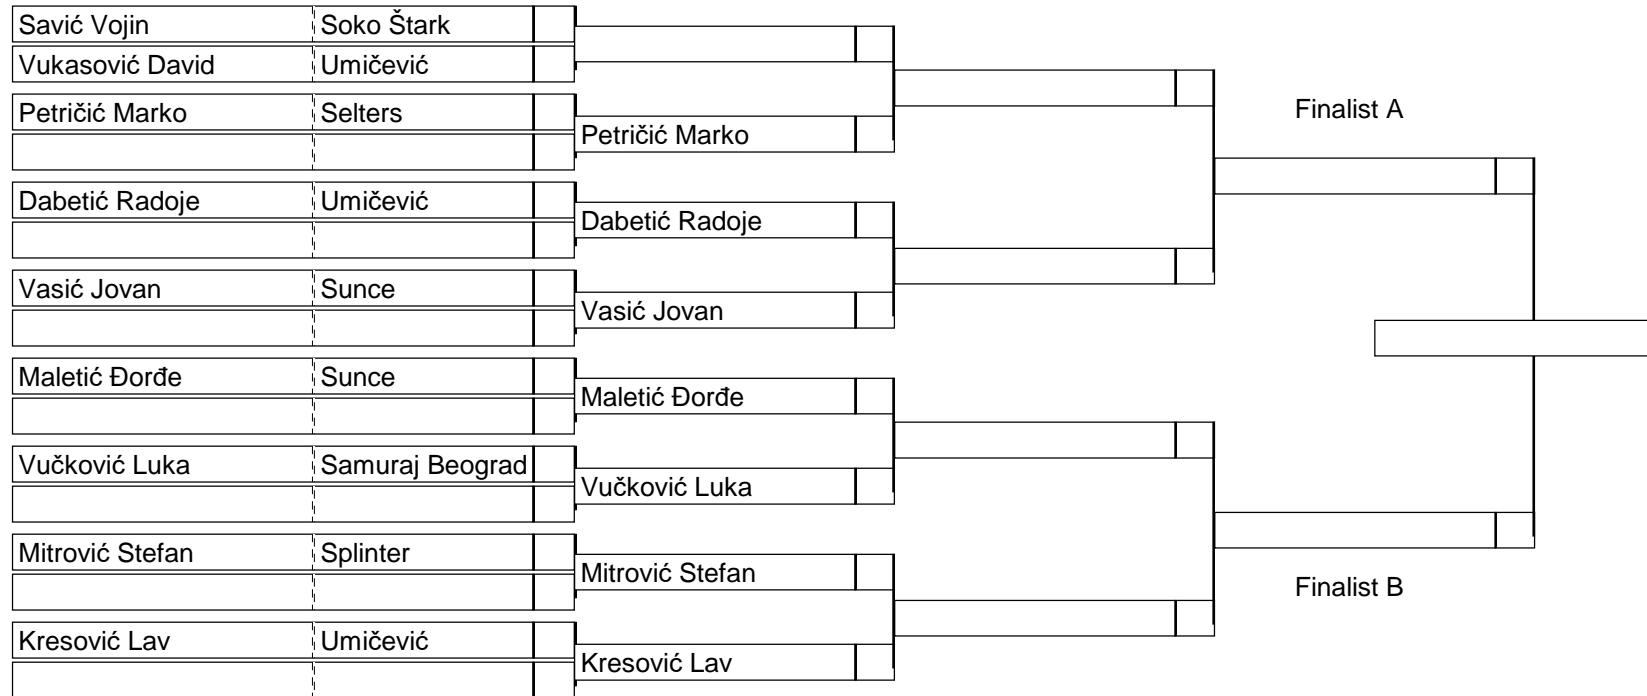 Savić Vojin Soko Štark
Vukasović David Umičević
Petričić Marko Selters
Dabetić Radoje Umičević
Vasić Jovan Sunce
Maletić Đorđe Sunce
Vučković Luka Samuraj Beograd
Mitrović Stefan Splinter
Kresović Lav Umičević
Petričić Marko
Dabetić Radoje
Vasić Jovan
Maletić Đorđe
Vučković Luka
Mitrović Stefan
Kresović Lav
Finalist A
Finalist B